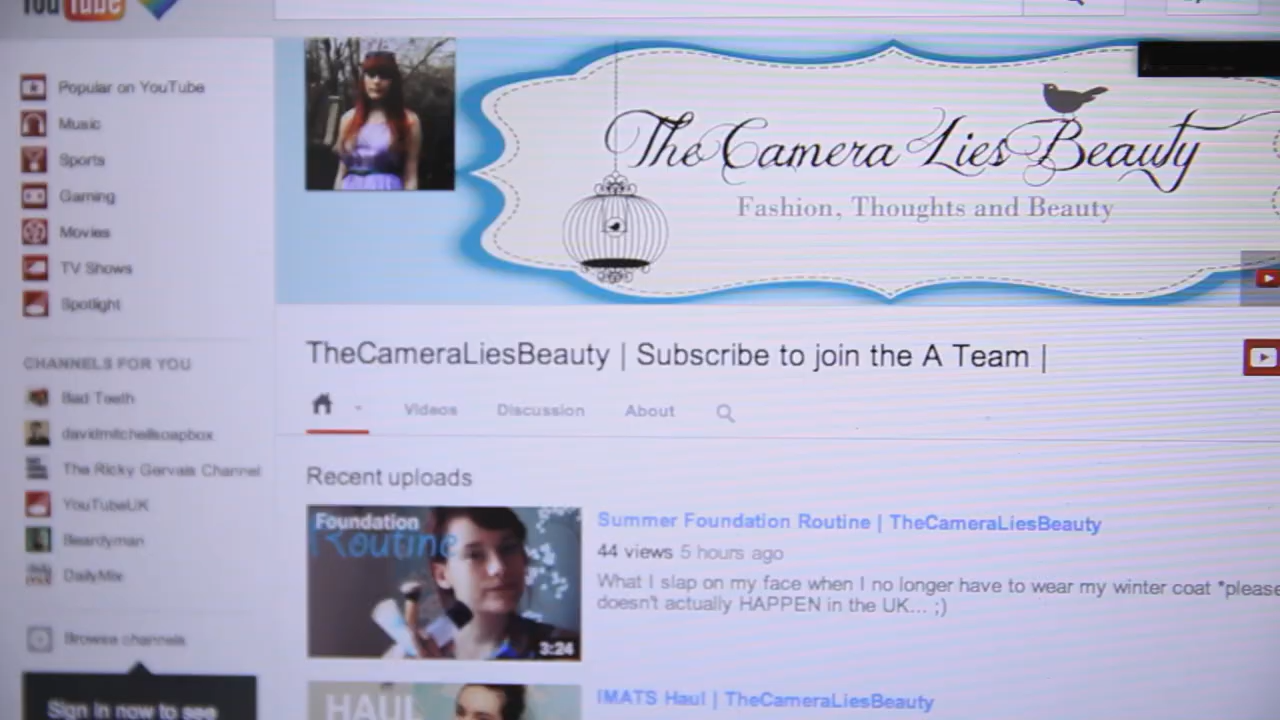 YouTube
Popular on YouTube
Music
Sports
Gaming
Movies
TV Shows
Spotlight
CHANNELS FOR YOU
Bad Teeth
davidmitchellsoapbox
The Ricky Gervais Channel
YouTubeUK
Beardyman
DailyMix
Browse channels
Sign in now to see
The Camera Lies Beauty
Fashion, Thoughts and Beauty
TheCameraLiesBeauty | Subscribe to join the A Team |
Videos Discussion About
Recent uploads
Foundation
Routine
3:24
Summer Foundation Routine | TheCameraLiesBeauty
44 views 5 hours ago
What I slap on my face when I no longer have to wear my winter coat *please
doesn't actually HAPPEN in the UK... ;)
HAUL
IMATS Haul | TheCameraLiesBeauty